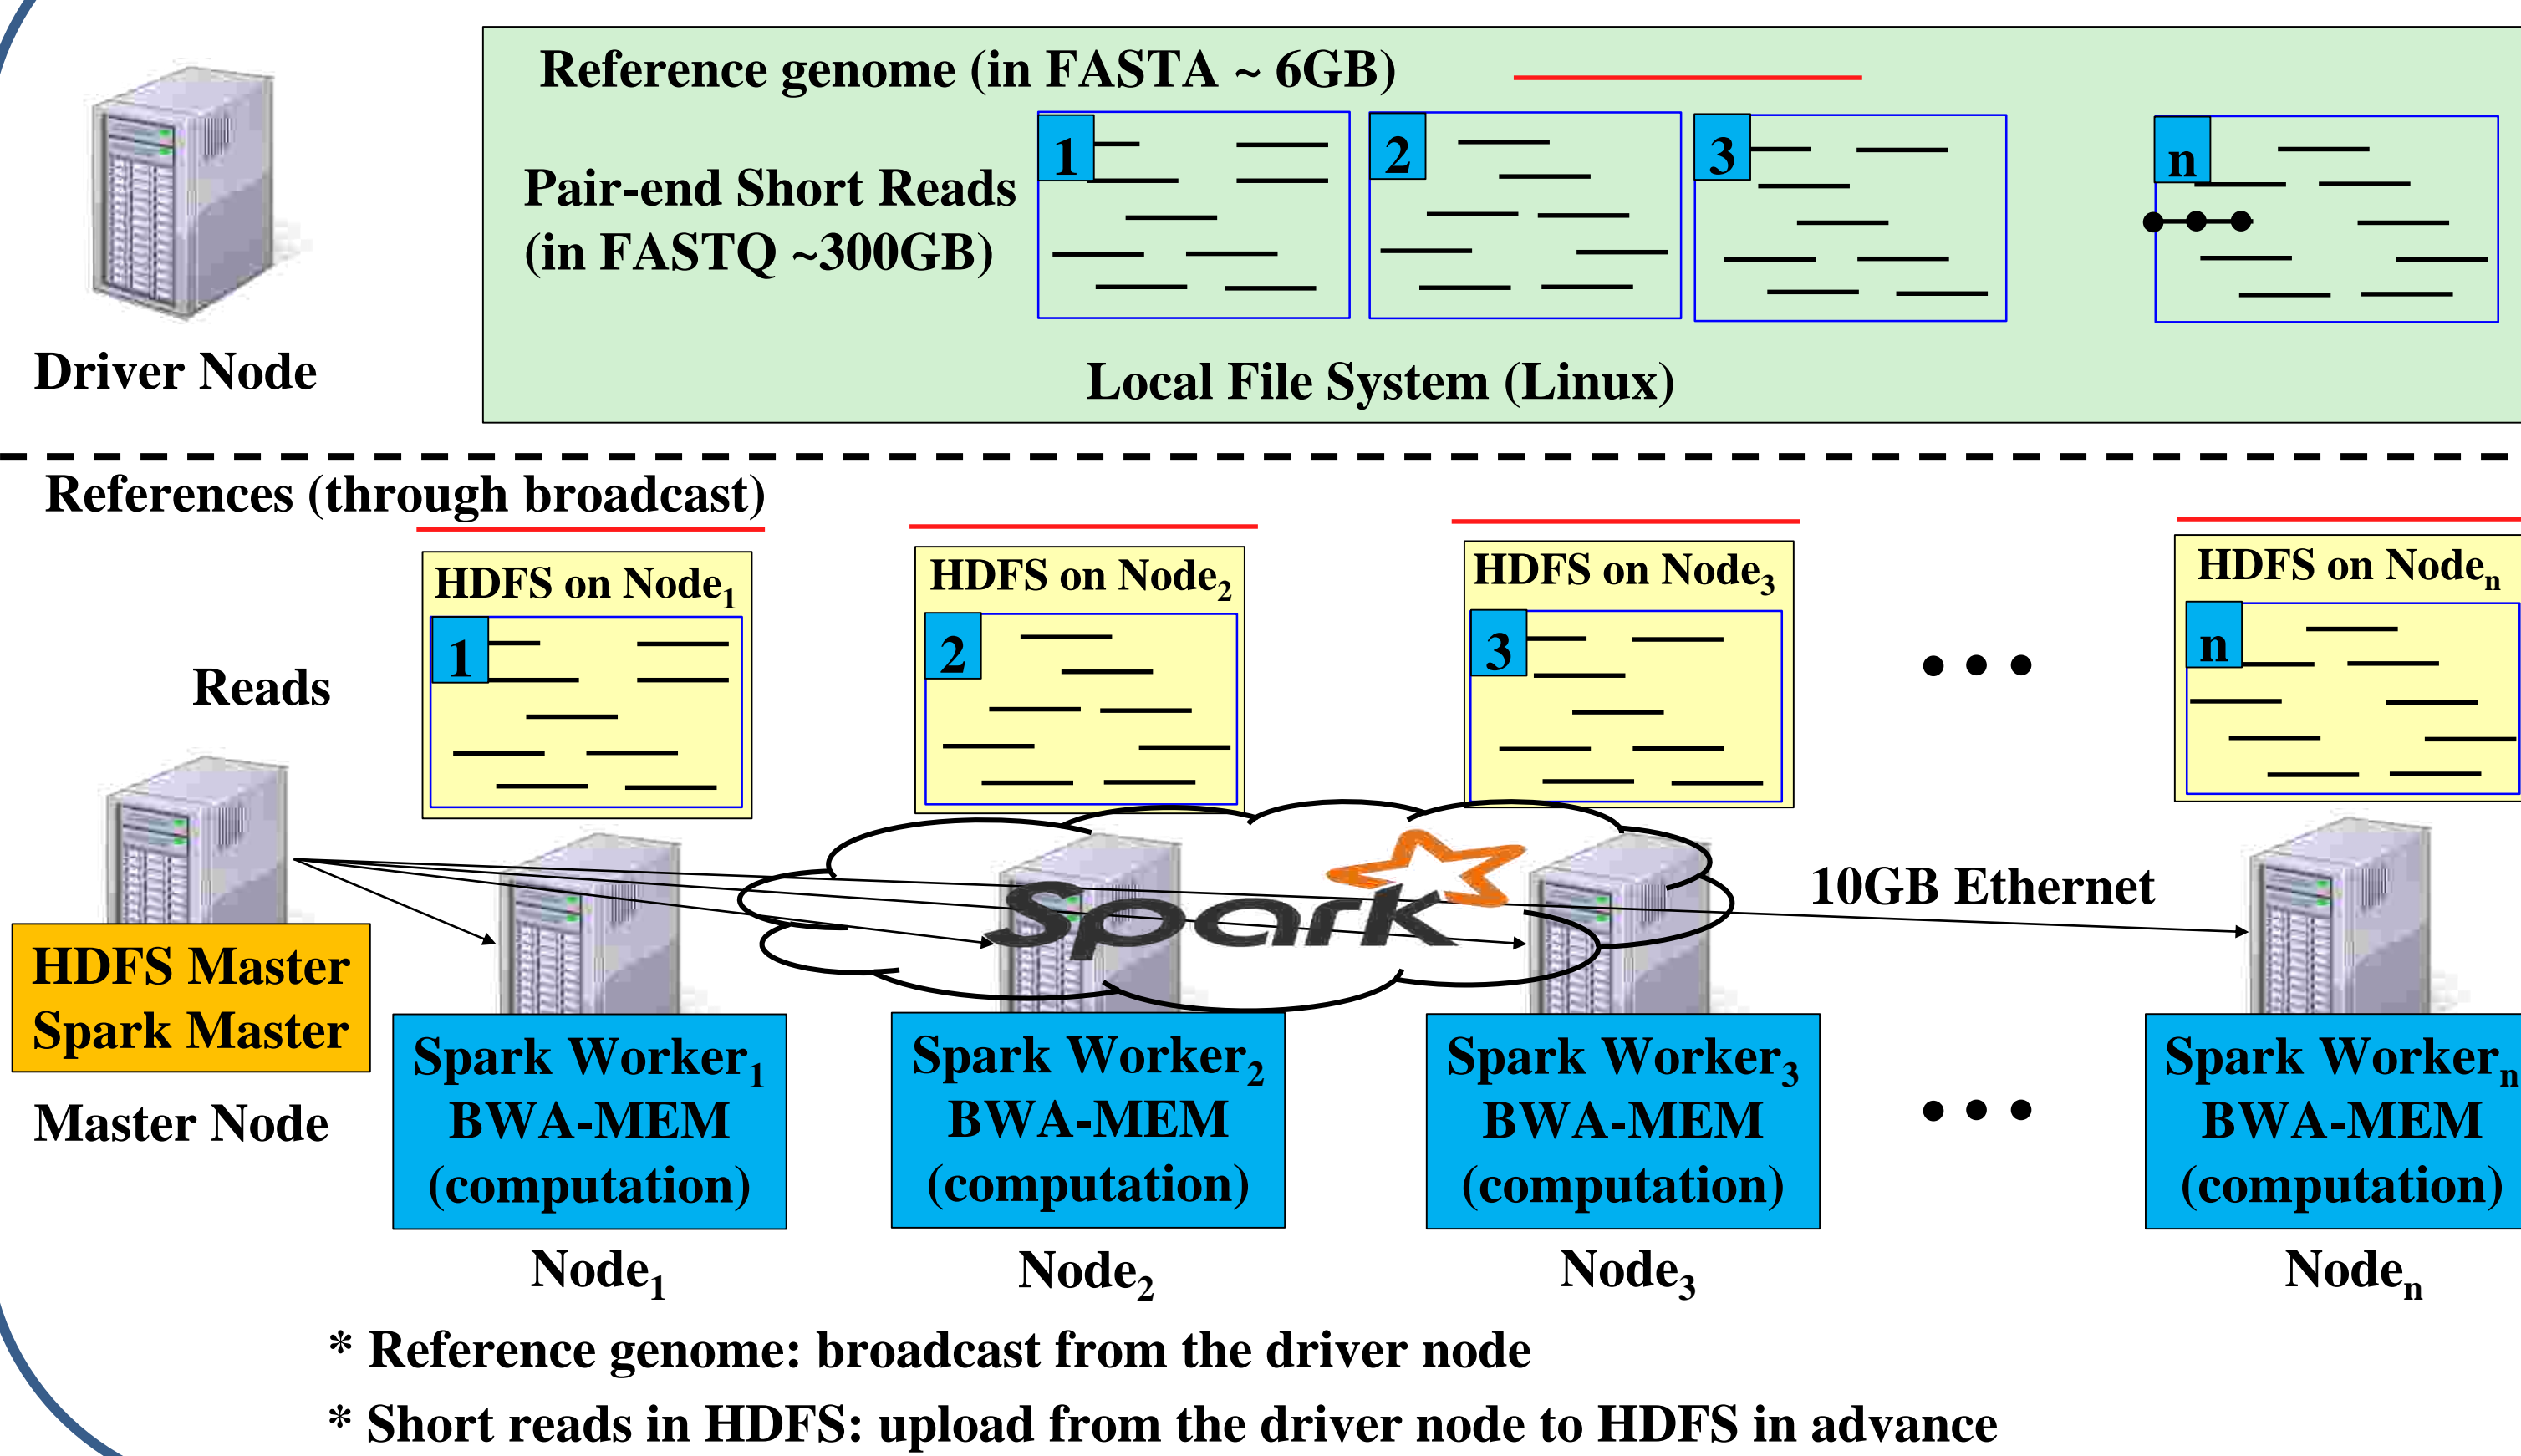 Reference genome (in FASTA ~ 6GB)
1
2
3
n
Pair-end Short Reads
(in FASTQ ~300GB)
Driver Node
Local File System (Linux)
References (through broadcast)
HDFS on Node1
HDFS on Node2
HDFS on Node3
HDFS on Noden
1
2
3
n
Reads
Spark
10GB Ethernet
HDFS Master
Spark Master
Master Node
Spark Worker1
BWA-MEM
(computation)
Spark Worker2
BWA-MEM
(computation)
Spark Worker3
BWA-MEM
(computation)
Spark Workern
BWA-MEM
(computation)
Node1
Node2
Node3
Noden
* Reference genome: broadcast from the driver node
* Short reads in HDFS: upload from the driver node to HDFS in advance